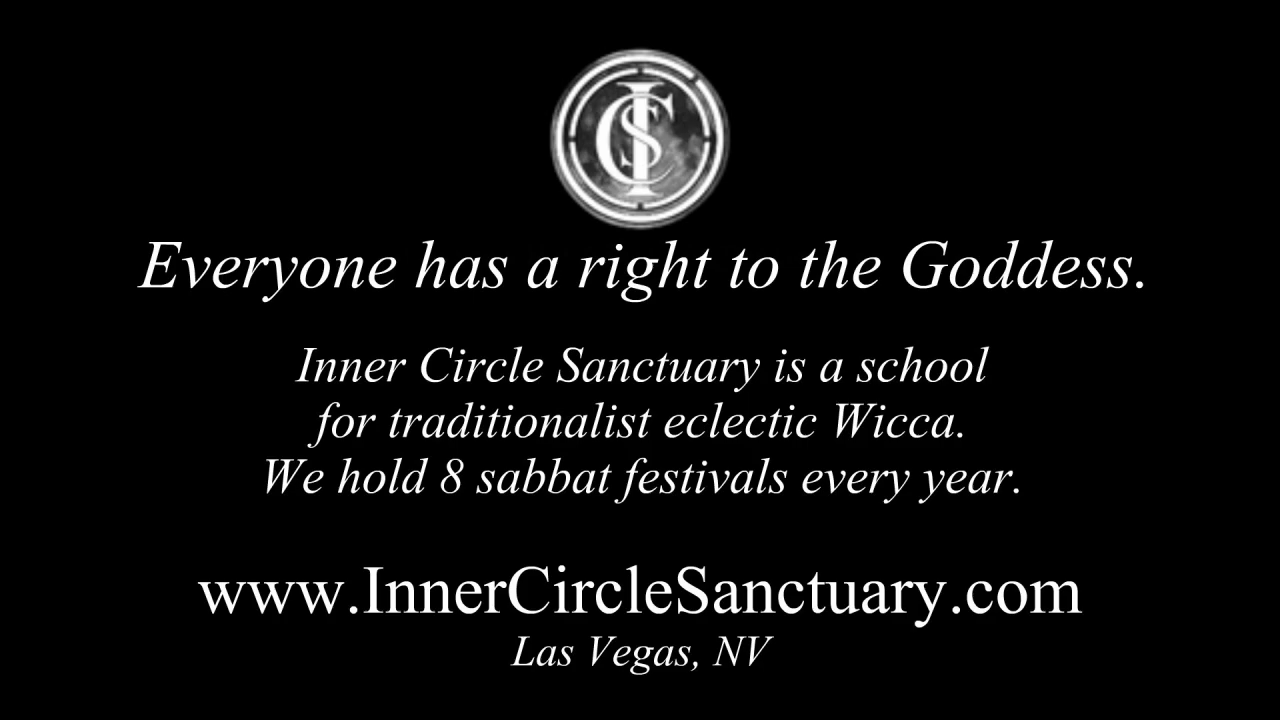 ICS
Everyone has a right to the Goddess.
Inner Circle Sanctuary is a school
for traditionalist eclectic Wicca.
We hold 8 sabbat festivals every year.
www.InnerCircleSanctuary.com
Las Vegas, NV